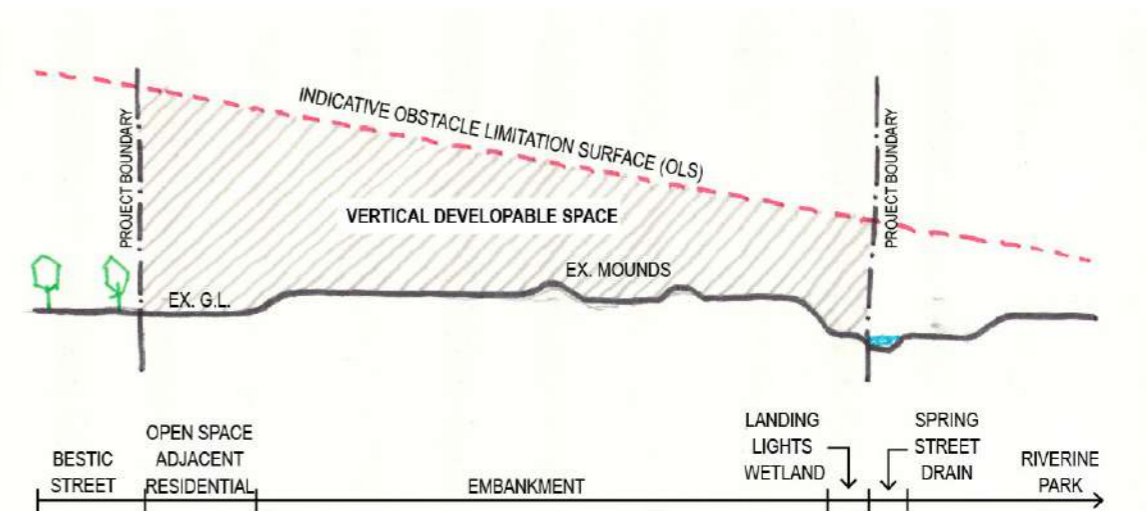 INDICATIVE OBSTACLE LIMITATION SURFACE (OLS)
PROJECT BOUNDARY
PROJECT BOUNDARY
VERTICAL DEVELOPABLE SPACE
EX. MOUNDS
EX. G.L.
BESTIC
STREET
OPEN SPACE
ADJACENT
RESIDENTIAL
EMBANKMENT
LANDING
LIGHTS
WETLAND
SPRING
STREET
DRAIN
RIVERINE
PARK